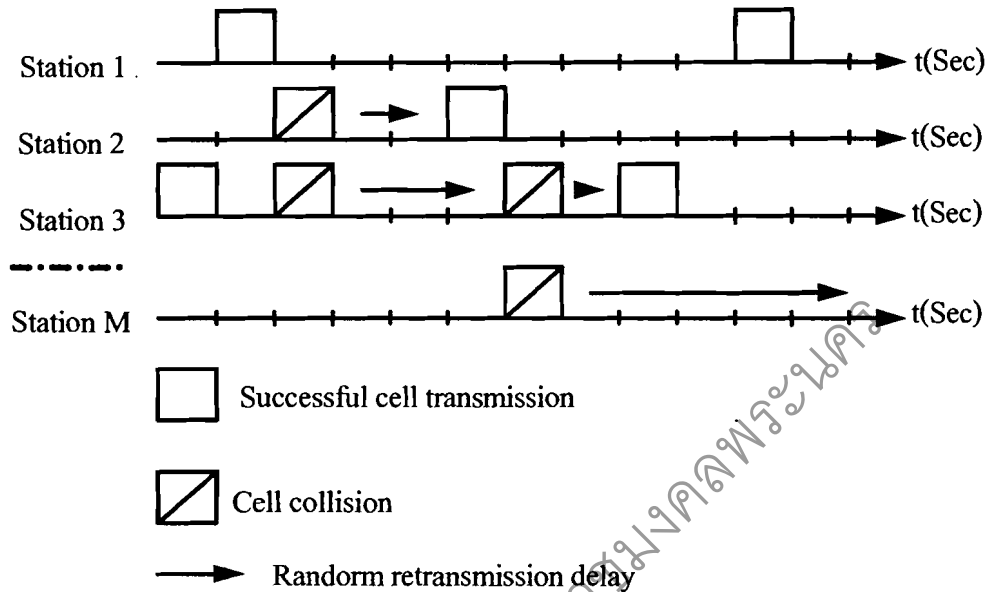 Station 1
t(Sec)
Station 2
t(Sec)
Station 3
t(Sec)
Station M
t(Sec)
Successful cell transmission
Cell collision
Randorm retransmission delay